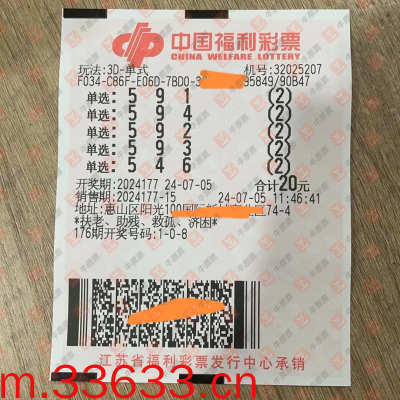 中国福利彩票
CHINA WELFARE LOTTERY
玩法:3D-单式 机号:32025207
F034-C86F-E06D-7BD0-3 95849/90B47
单选: 5 9 1 (2)
单选: 5 9 4 (2)
单选: 5 9 2 (2)
单选: 5 9 3 (2)
单选: 5 4 6 (2)
开奖期:2024177 24-07-05 合计20元
销售期:2024177-15 24-07-05 11:46:41
地址:惠山区阳光100国际 74-4
*扶老、助残、救孤、济困*
176期开奖号码:1-0-8
江苏省福利彩票发行中心承销
m.33633.cn